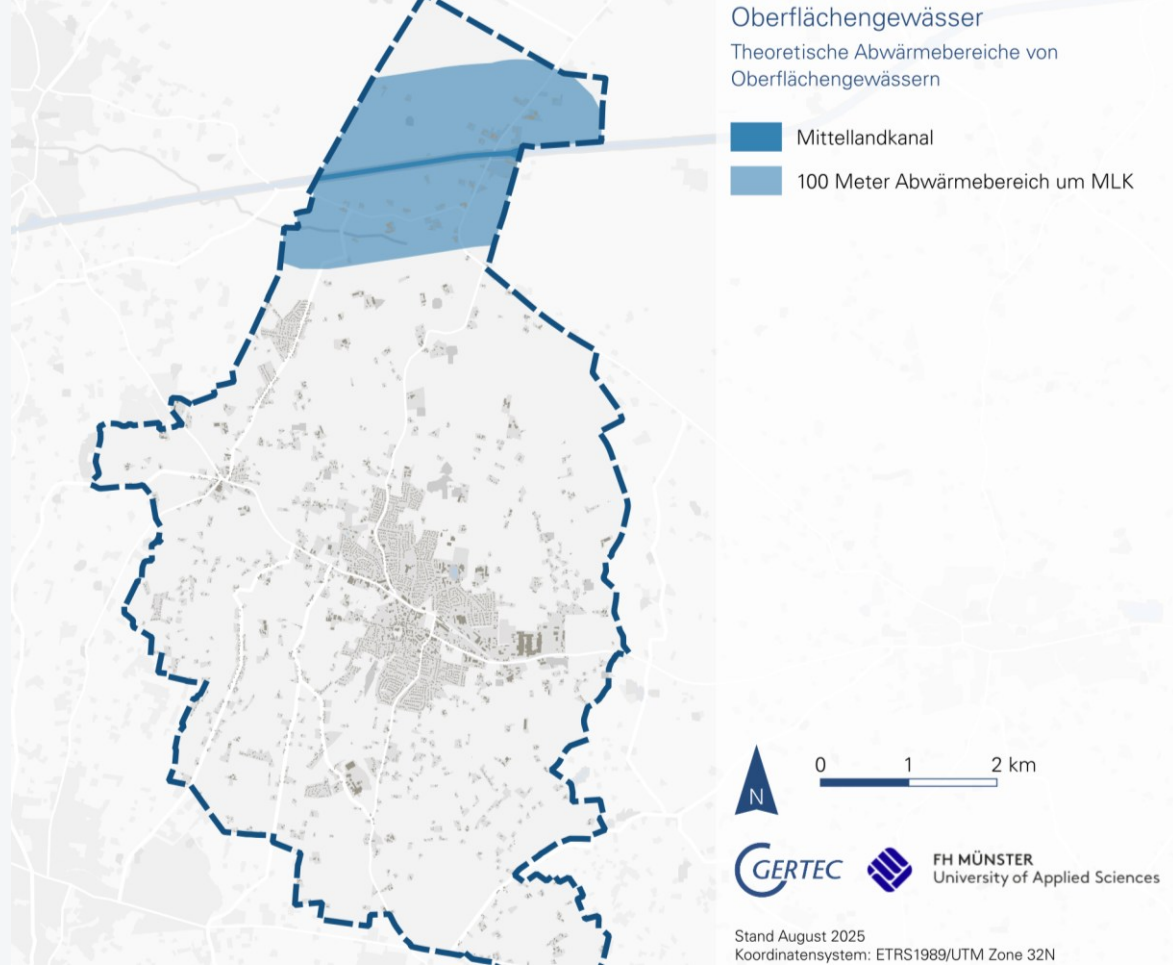 Oberflächengewässer
Theoretische Abwärmebereiche von
Oberflächengewässern
Mittellandkanal
100 Meter Abwärmebereich um MLK
0 1 2 km
N
GERTEC
FH MÜNSTER
University of Applied Sciences
Stand August 2025
Koordinatensystem: ETRS1989/UTM Zone 32N